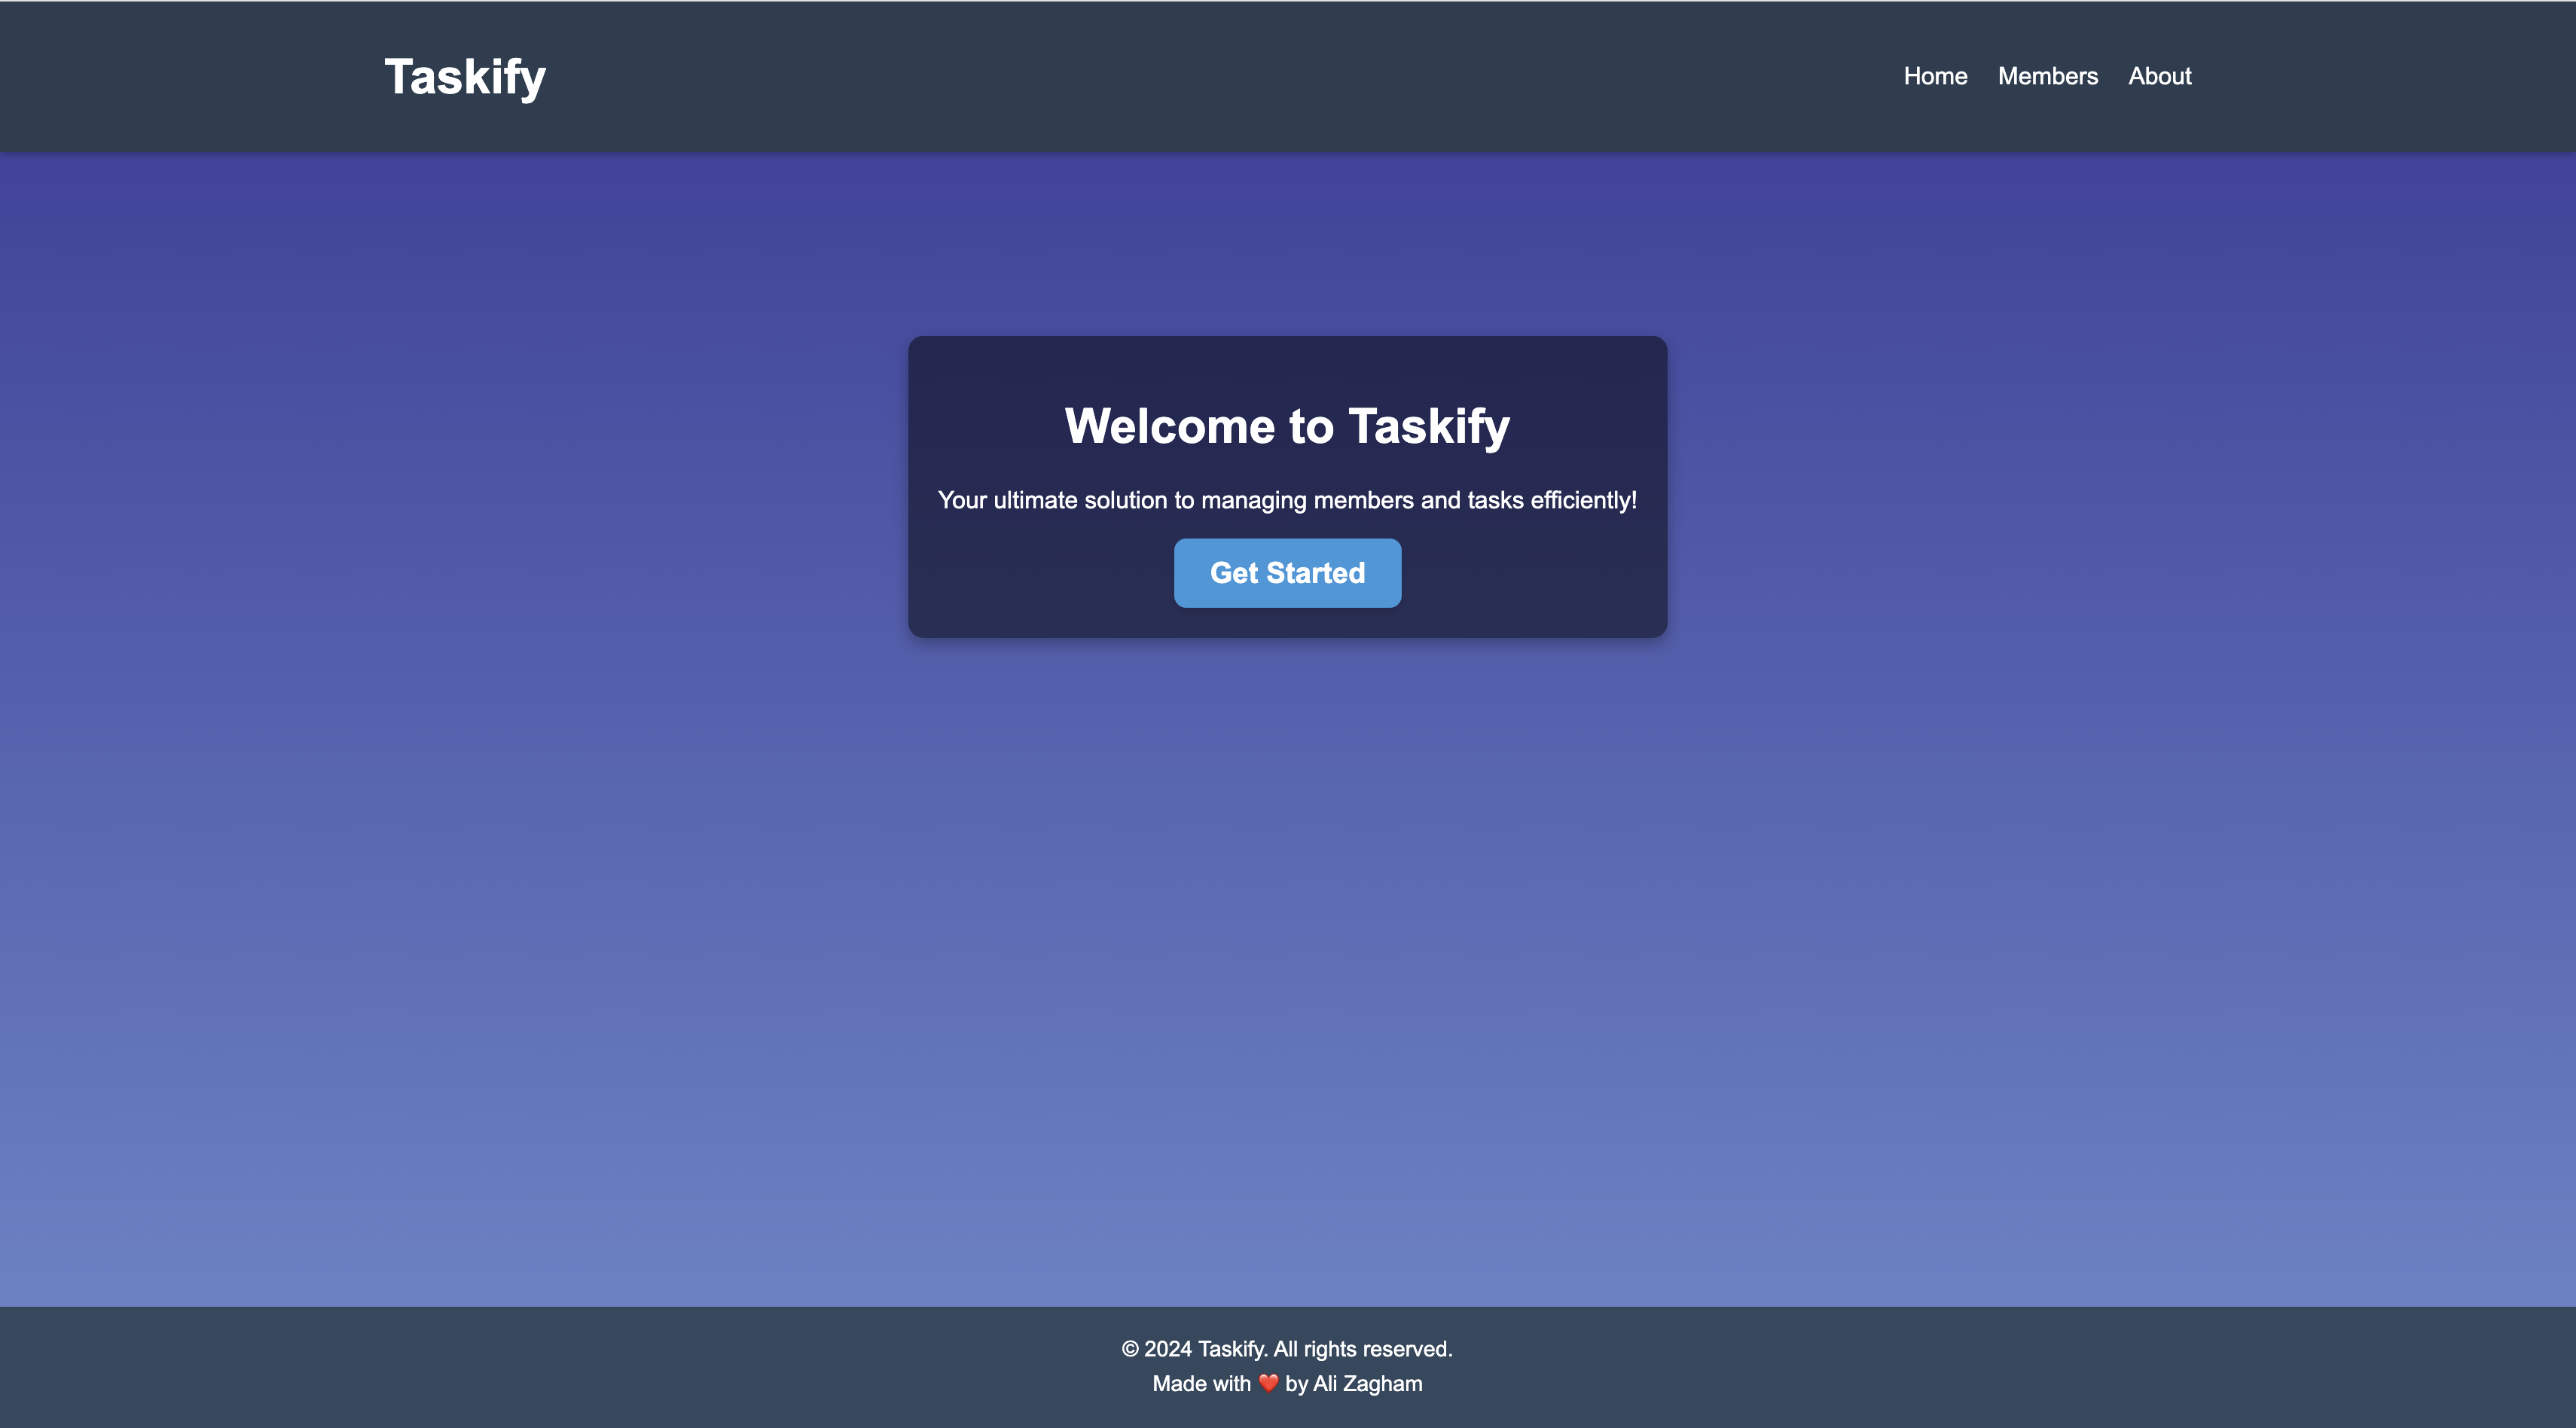 Taskify
Home Members About
Welcome to Taskify
Your ultimate solution to managing members and tasks efficiently!
Get Started
© 2024 Taskify. All rights reserved.
Made with ❤️ by Ali Zagham